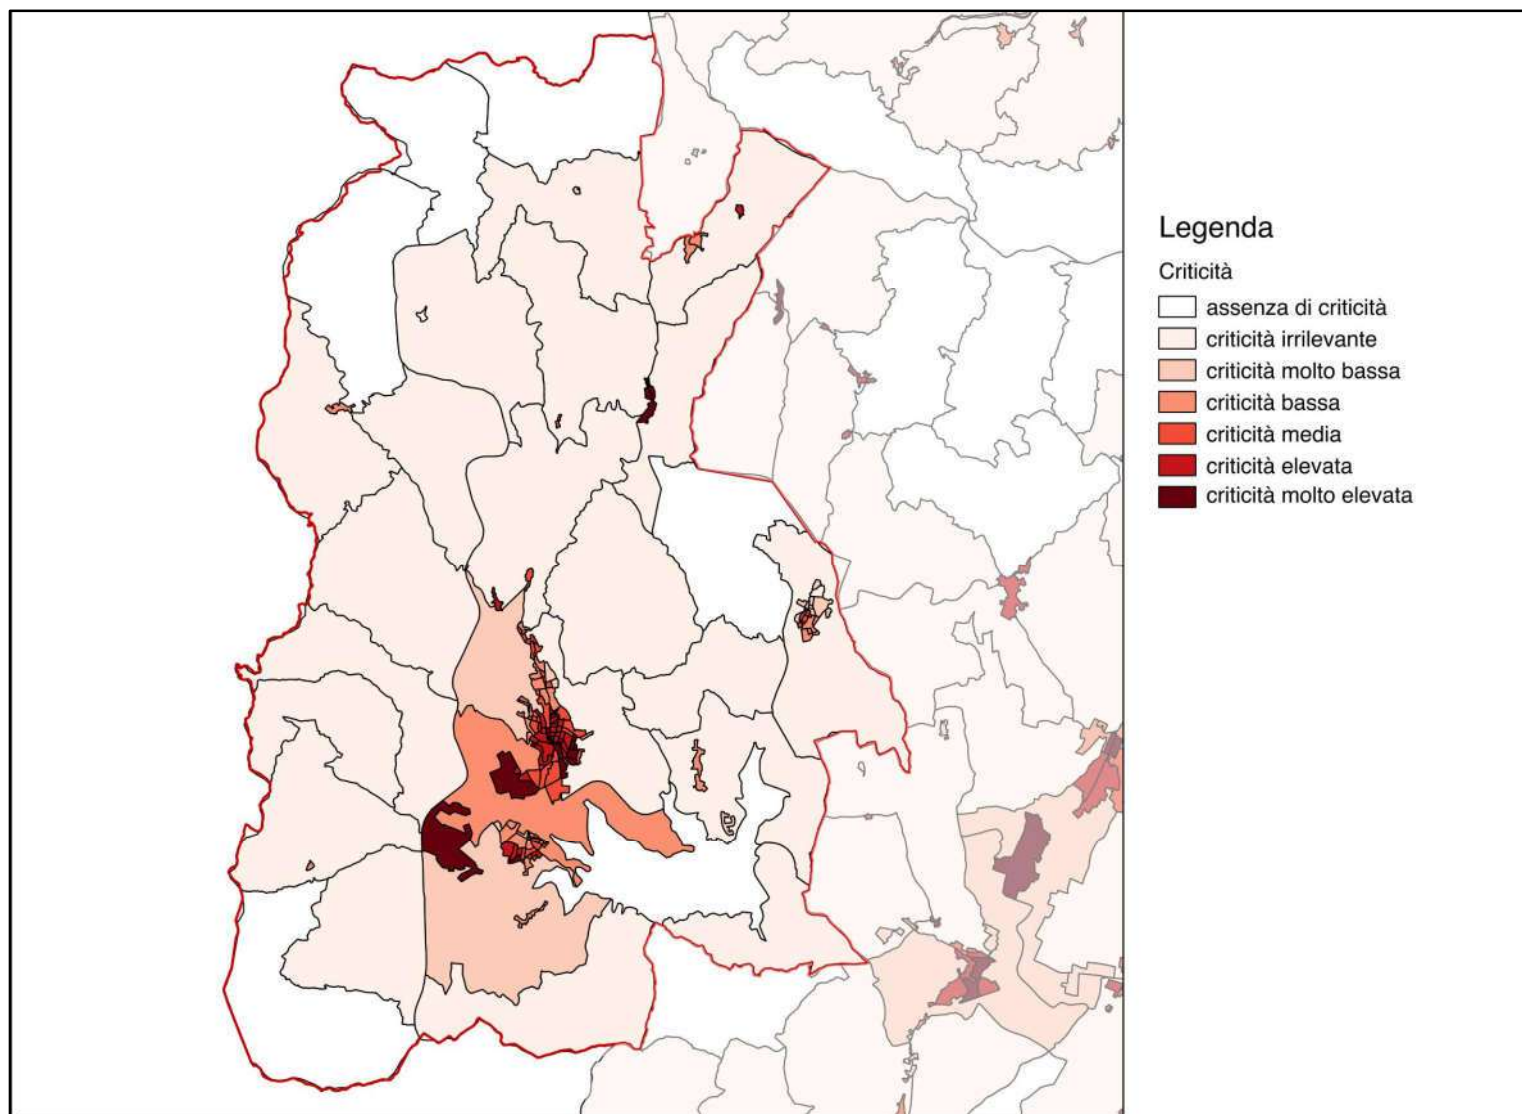 Legenda
Criticità
assenza di criticità
criticità irrilevante
criticità molto bassa
criticità bassa
criticità media
criticità elevata
criticità molto elevata